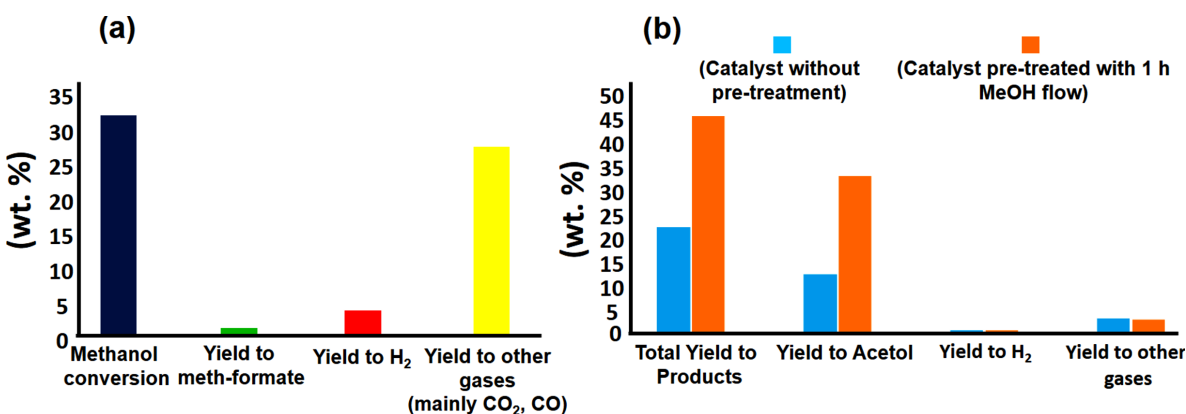 (a)
(wt. %)
35
30
25
20
15
10
5
0
Methanol
conversion
Yield to
meth-formate
Yield to H₂
Yield to other
gases
(mainly CO₂, CO)
(b)
(Catalyst without
pre-treatment)
(Catalyst pre-treated with 1 h
MeOH flow)
(wt. %)
50
45
40
35
30
25
20
15
10
5
0
Total Yield to
Products
Yield to Acetol
Yield to H₂
Yield to other
gases